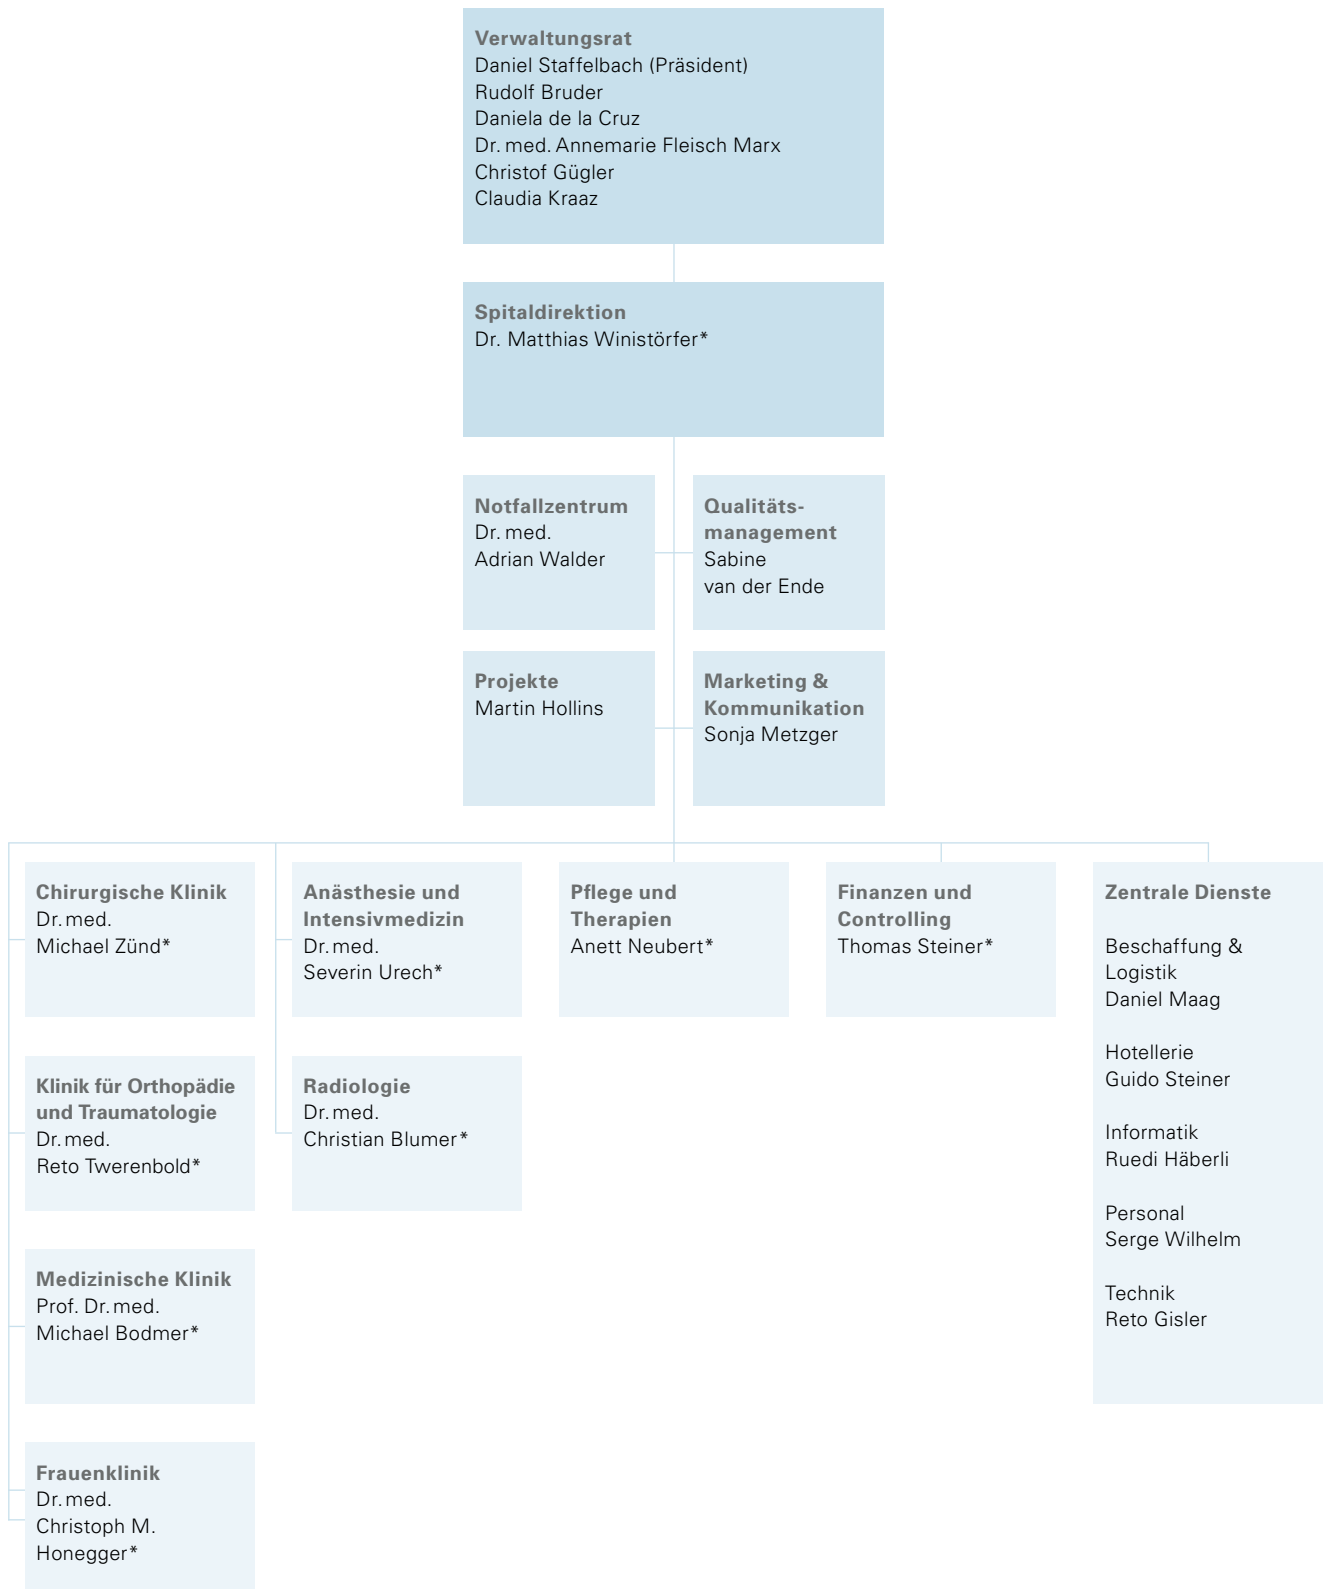 Verwaltungsrat
Daniel Staffelbach (Präsident)
Rudolf Bruder
Daniela de la Cruz
Dr. med. Annemarie Fleisch Marx
Christof Gügler
Claudia Kraaz
Spitaldirektion
Dr. Matthias Winistörfer*
Notfallzentrum
Dr. med.
Adrian Walder
Qualitäts-
management
Sabine
van der Ende
Projekte
Martin Hollins
Marketing &
Kommunikation
Sonja Metzger
Chirurgische Klinik
Dr. med.
Michael Zünd*
Anästhesie und
Intensivmedizin
Dr. med.
Severin Urech*
Pflege und
Therapien
Anett Neubert*
Finanzen und
Controlling
Thomas Steiner*
Zentrale Dienste
Beschaffung &
Logistik
Daniel Maag
Hotellerie
Guido Steiner
Informatik
Ruedi Häberli
Personal
Serge Wilhelm
Technik
Reto Gisler
Klinik für Orthopädie
und Traumatologie
Dr. med.
Reto Twerenbold*
Radiologie
Dr. med.
Christian Blumer*
Medizinische Klinik
Prof. Dr. med.
Michael Bodmer*
Frauenklinik
Dr. med.
Christoph M.
Honegger*